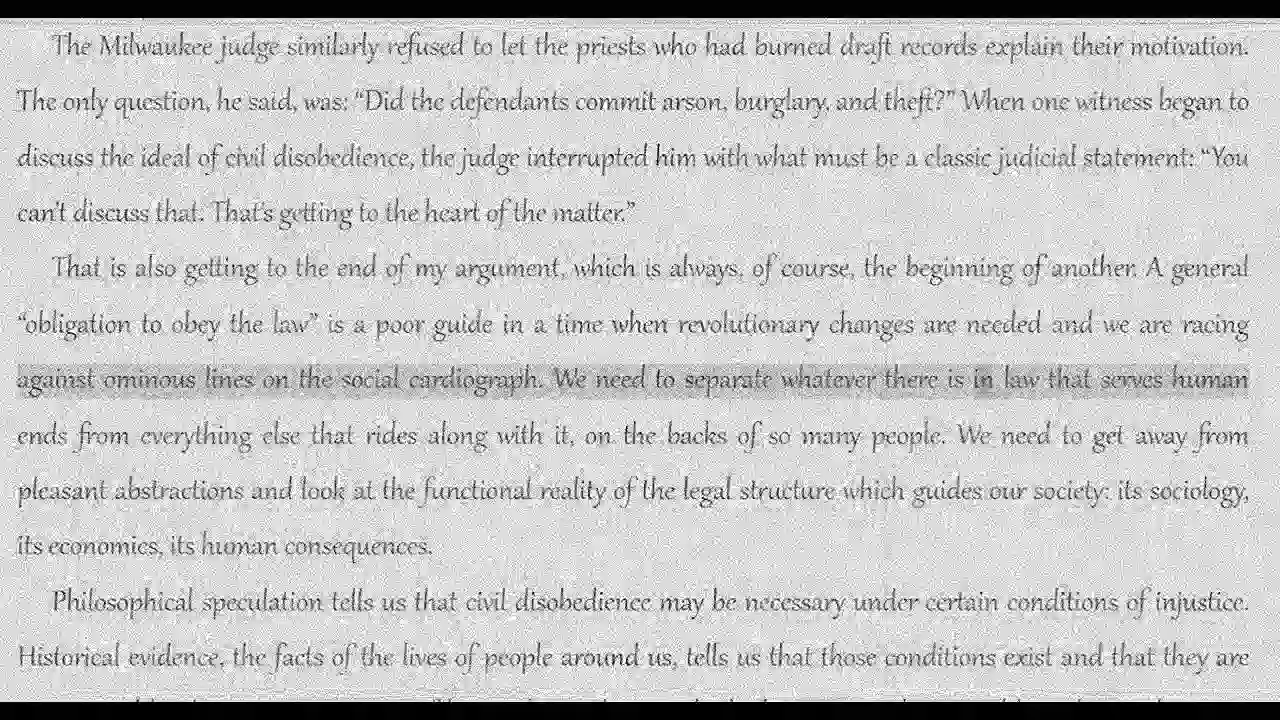 The Milwaukee judge similarly refused to let the priests who had burned draft records explain their motivation.
The only question, he said, was: “Did the defendants commit arson, burglary, and theft?” When one witness began to
discuss the ideal of civil disobedience, the judge interrupted him with what must be a classic judicial statement: “You
can’t discuss that. That’s getting to the heart of the matter.”
That is also getting to the end of my argument, which is always, of course, the beginning of another. A general
“obligation to obey the law” is a poor guide in a time when revolutionary changes are needed and we are racing
against ominous lines on the social cardiograph. We need to separate whatever there is in law that serves human
ends from everything else that rides along with it, on the backs of so many people. We need to get away from
pleasant abstractions and look at the functional reality of the legal structure which guides our society: its sociology,
its economics, its human consequences.
Philosophical speculation tells us that civil disobedience may be necessary under certain conditions of injustice.
Historical evidence, the facts of the lives of people around us, tells us that those conditions exist and that they are